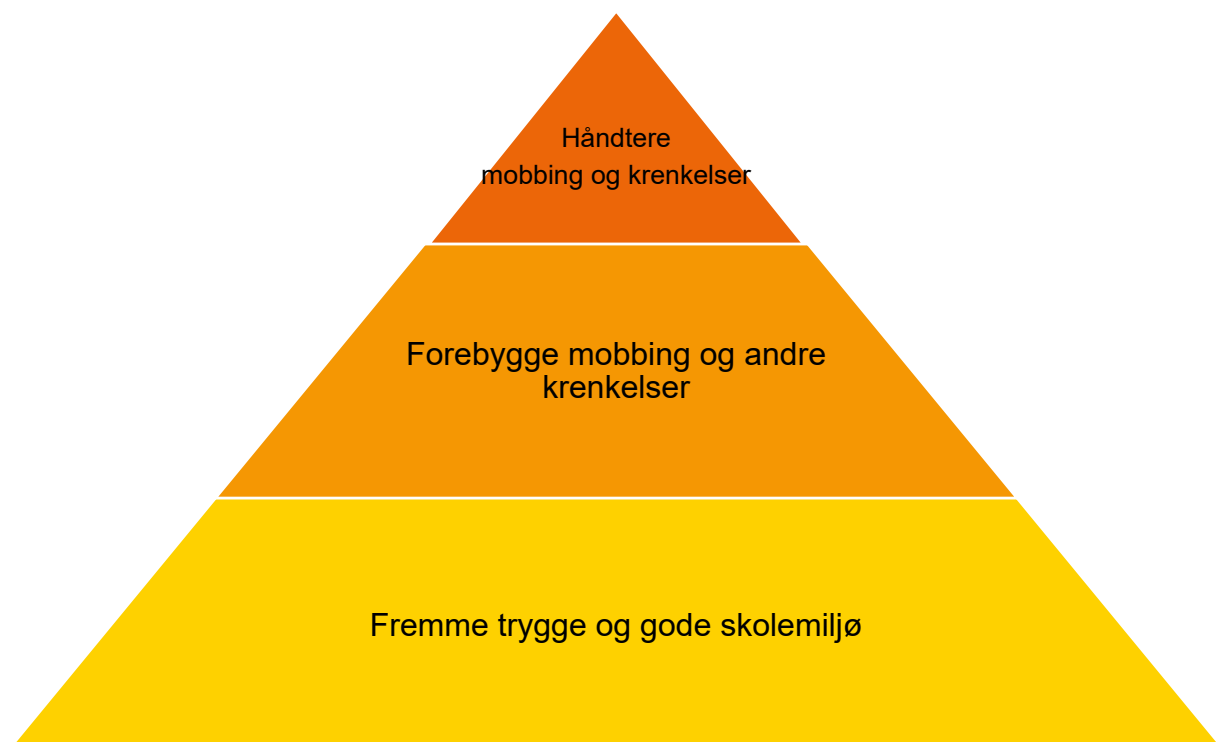 Håndtere
mobbing og krenkelser
Forebygge mobbing og andre
krenkelser
Fremme trygge og gode skolemiljø